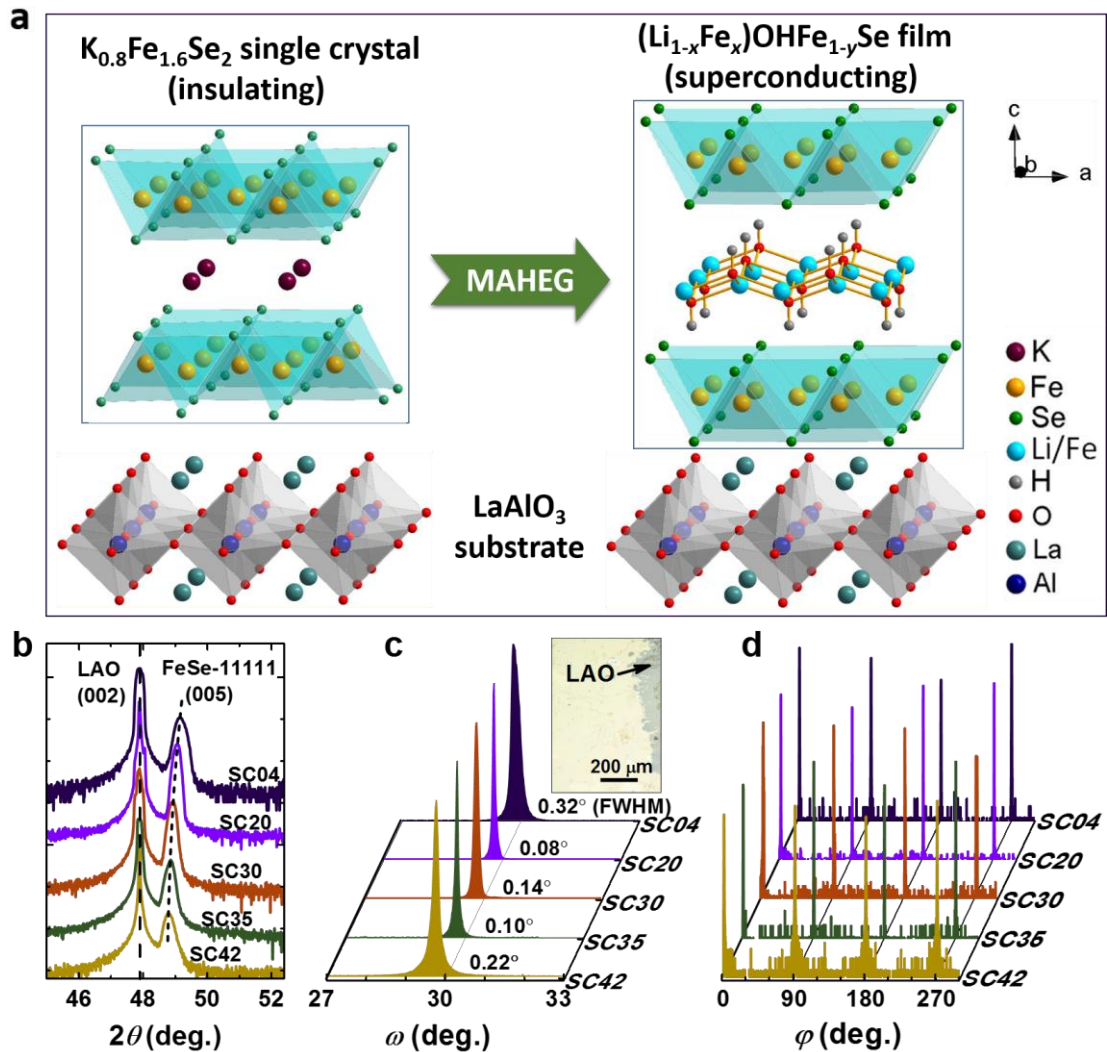 a
K₀.₈Fe₁.₆Se₂ single crystal
(insulating)
(Li₁₋ₓFeₓ)OHFe₁₋ᵧSe film
(superconducting)
c
b
a
MAHEG
K
Fe
Se
Li/Fe
H
O
La
Al
LaAlO₃
substrate
b
LAO
(002)
FeSe-11111
(005)
SC04
SC20
SC30
SC35
SC42
46 48 50 52
2θ (deg.)
c
LAO
200 μm
0.32° (FWHM)
SC04
0.08°
SC20
0.14°
SC30
0.10°
SC35
0.22°
SC42
27 30 33
ω (deg.)
d
SC04
SC20
SC30
SC35
SC42
0 90 180 270
φ (deg.)